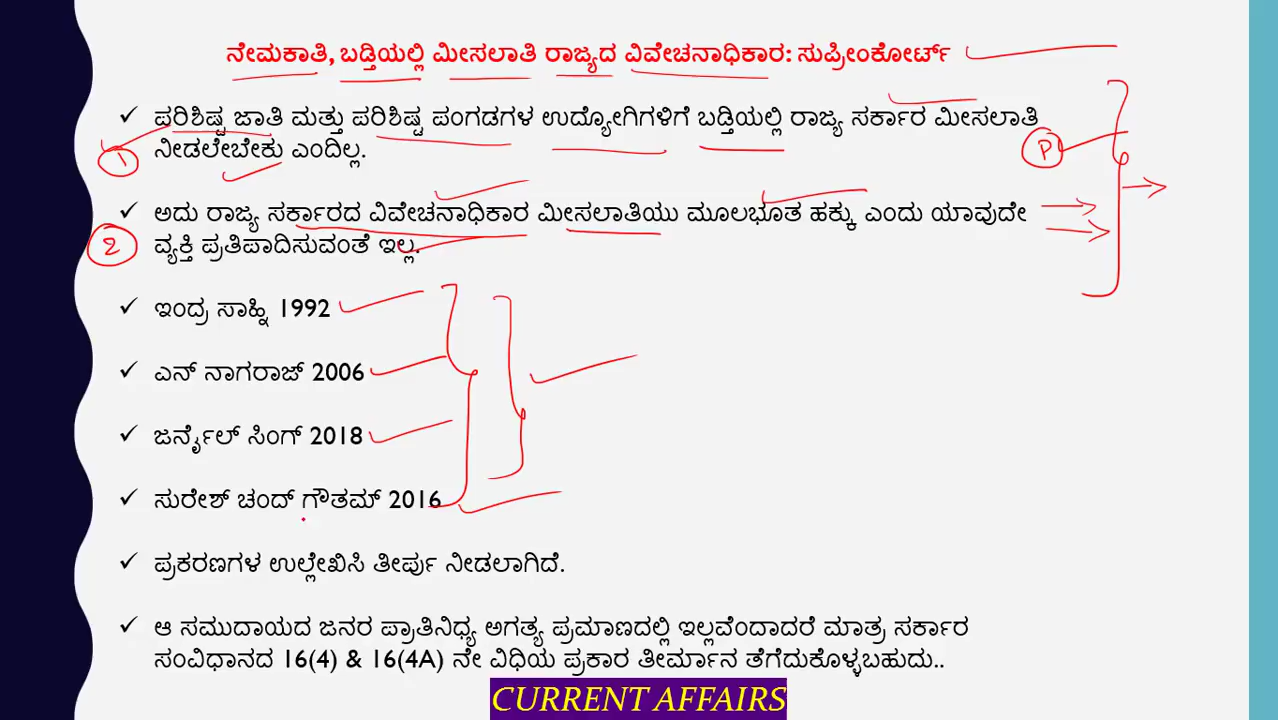 ನೇಮಕಾತಿ, ಬಡ್ತಿಯಲ್ಲಿ ಮೀಸಲಾತಿ ರಾಜ್ಯದ ವಿವೇಚನಾಧಿಕಾರ: ಸುಪ್ರೀಂಕೋರ್ಟ್
✓ ಪರಿಶಿಷ್ಟ ಜಾತಿ ಮತ್ತು ಪರಿಶಿಷ್ಟ ಪಂಗಡಗಳ ಉದ್ಯೋಗಿಗಳಿಗೆ ಬಡ್ತಿಯಲ್ಲಿ ರಾಜ್ಯ ಸರ್ಕಾರ ಮೀಸಲಾತಿ
1 ನೀಡಲೇಬೇಕು ಎಂದಿಲ್ಲ. P
✓ ಅದು ರಾಜ್ಯ ಸರ್ಕಾರದ ವಿವೇಚನಾಧಿಕಾರ ಮೀಸಲಾತಿಯು ಮೂಲಭೂತ ಹಕ್ಕು ಎಂದು ಯಾವುದೇ
2 ವ್ಯಕ್ತಿ ಪ್ರತಿಪಾದಿಸುವಂತೆ ಇಲ್ಲ.
✓ ಇಂದ್ರ ಸಾಹ್ನಿ 1992
✓ ಎನ್ ನಾಗರಾಜ್ 2006
✓ ಜರ್ನೈಲ್ ಸಿಂಗ್ 2018
✓ ಸುರೇಶ್ ಚಂದ್ ಗೌತಮ್ 2016
✓ ಪ್ರಕರಣಗಳ ಉಲ್ಲೇಖಿಸಿ ತೀರ್ಪು ನೀಡಲಾಗಿದೆ.
✓ ಆ ಸಮುದಾಯದ ಜನರ ಪ್ರಾತಿನಿಧ್ಯ ಅಗತ್ಯ ಪ್ರಮಾಣದಲ್ಲಿ ಇಲ್ಲವೆಂದಾದರೆ ಮಾತ್ರ ಸರ್ಕಾರ
ಸಂವಿಧಾನದ 16(4) & 16(4A) ನೇ ವಿಧಿಯ ಪ್ರಕಾರ ತೀರ್ಮಾನ ತೆಗೆದುಕೊಳ್ಳಬಹುದು..
CURRENT AFFAIRS